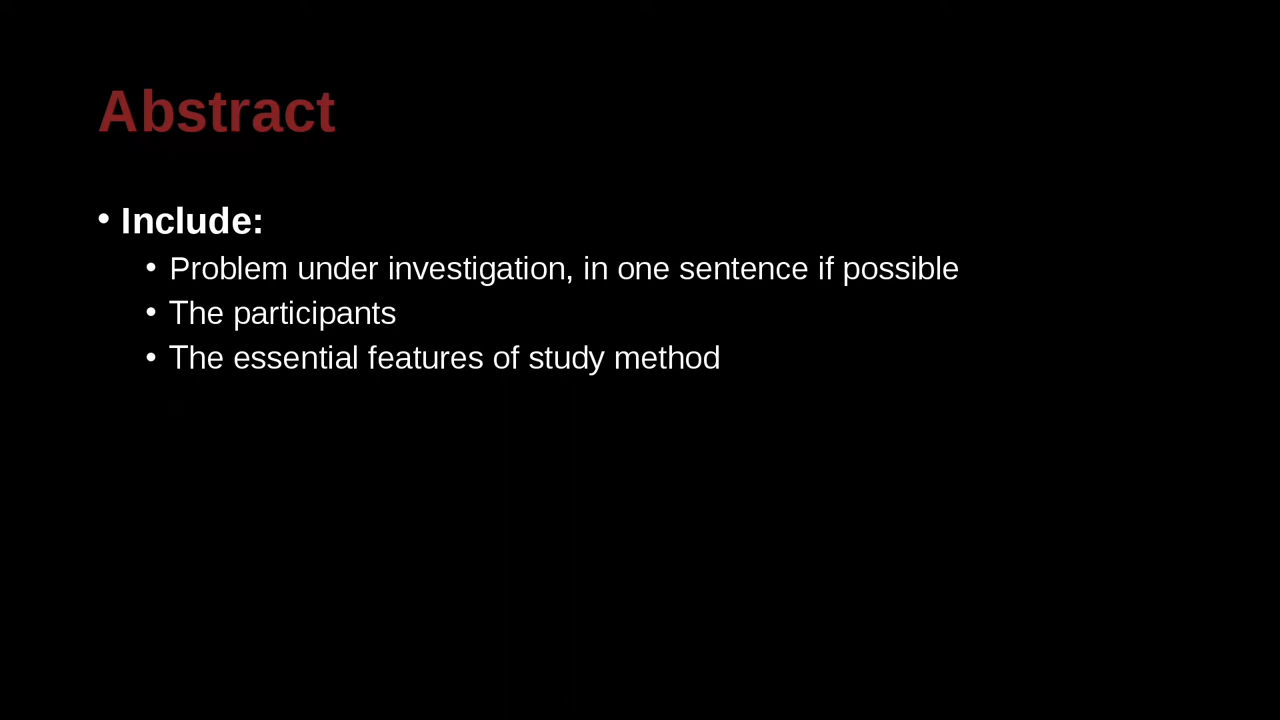 Abstract
• Include:
• Problem under investigation, in one sentence if possible
• The participants
• The essential features of study method